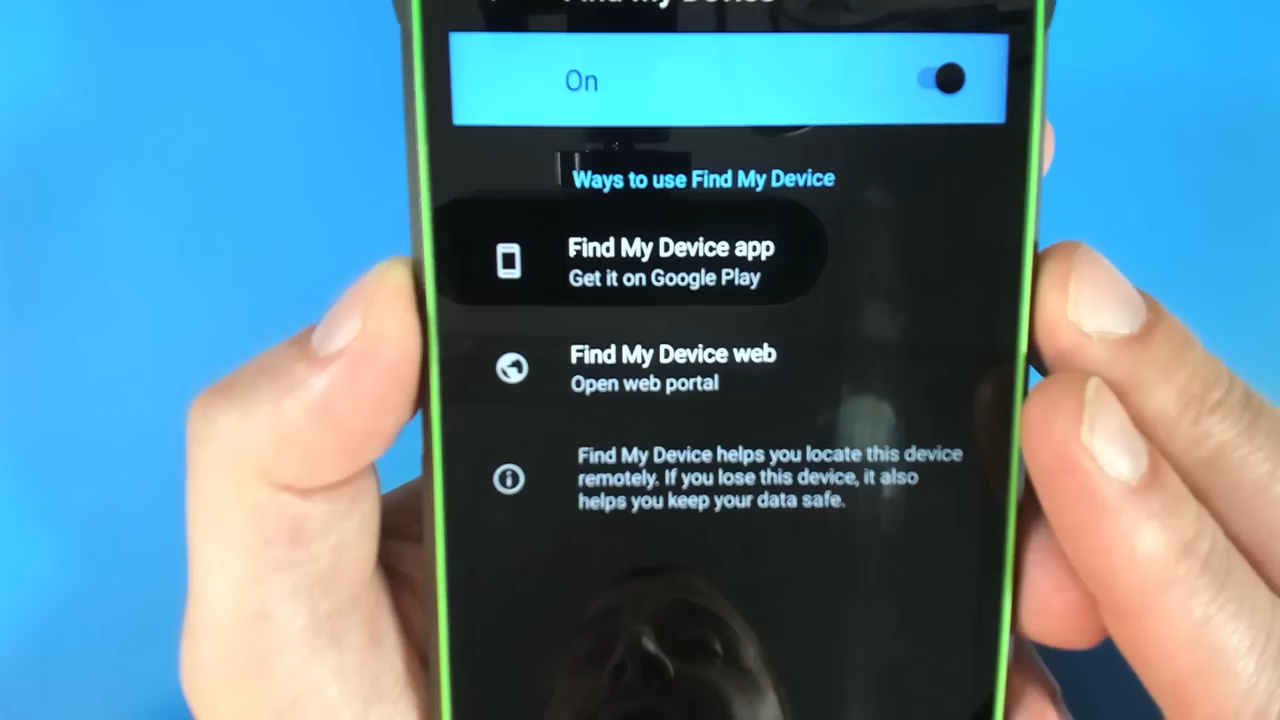 Find My Device
On
Ways to use Find My Device
Find My Device app
Get it on Google Play
Find My Device web
Open web portal
Find My Device helps you locate this device
remotely. If you lose this device, it also
helps you keep your data safe.